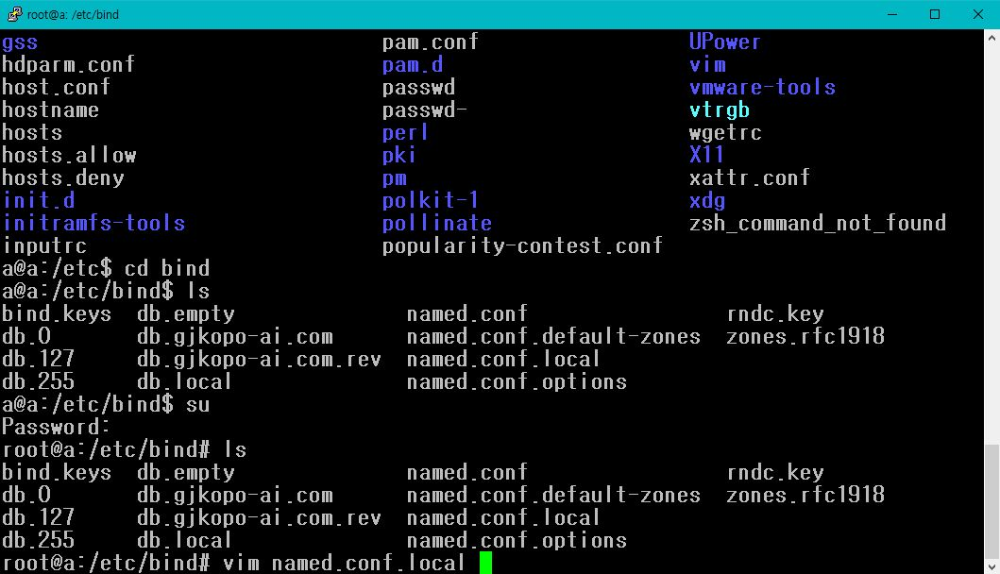 root@a: /etc/bind
gss pam.conf UPower
hdparm.conf pam.d vim
host.conf passwd vmware-tools
hostname passwd- vtrgb
hosts perl wgetrc
hosts.allow pki X11
hosts.deny pm xattr.conf
init.d polkit-1 xdg
initramfs-tools pollinate zsh_command_not_found
inputrc popularity-contest.conf
a@a:/etc$ cd bind
a@a:/etc/bind$ ls
bind.keys db.empty named.conf rndc.key
db.0 db.gjkopo-ai.com named.conf.default-zones zones.rfc1918
db.127 db.gjkopo-ai.com.rev named.conf.local
db.255 db.local named.conf.options
a@a:/etc/bind$ su
Password:
root@a:/etc/bind# ls
bind.keys db.empty named.conf rndc.key
db.0 db.gjkopo-ai.com named.conf.default-zones zones.rfc1918
db.127 db.gjkopo-ai.com.rev named.conf.local
db.255 db.local named.conf.options
root@a:/etc/bind# vim named.conf.local